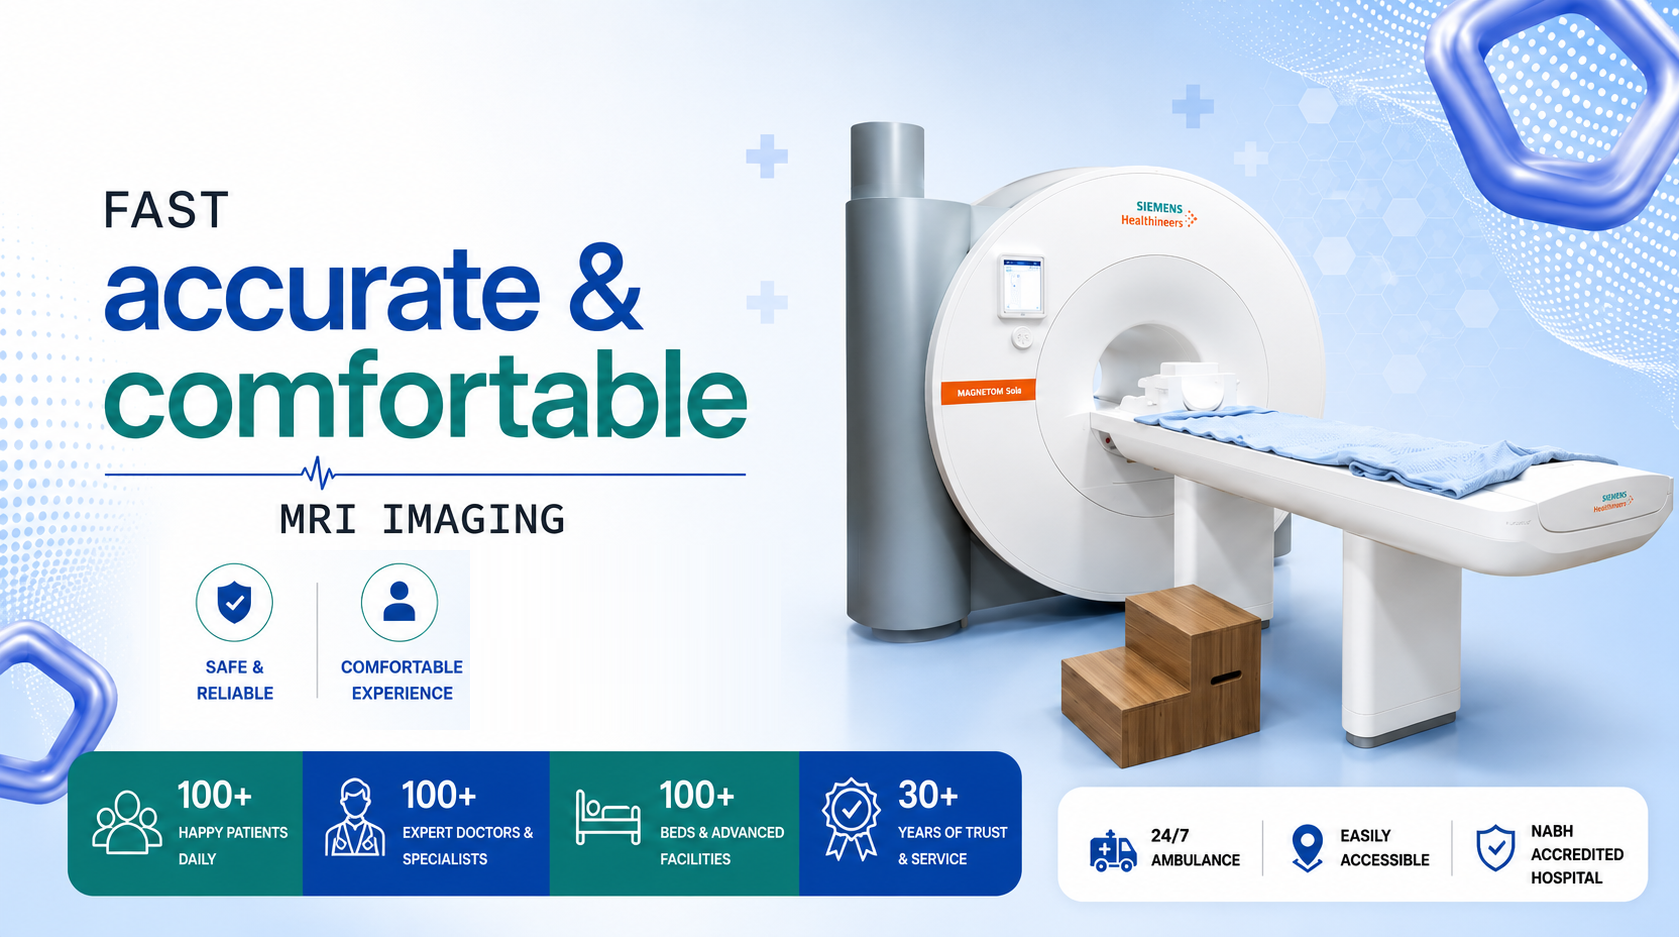 FAST
accurate &
comfortable
MRI IMAGING
SAFE &
RELIABLE
COMFORTABLE
EXPERIENCE
SIEMENS
Healthineers
MAGNETOM Sola
SIEMENS
Healthineers
100+
HAPPY PATIENTS
DAILY
100+
EXPERT DOCTORS &
SPECIALISTS
100+
BEDS & ADVANCED
FACILITIES
30+
YEARS OF TRUST
& SERVICE
24/7
AMBULANCE
EASILY
ACCESSIBLE
NABH
ACCREDITED
HOSPITAL